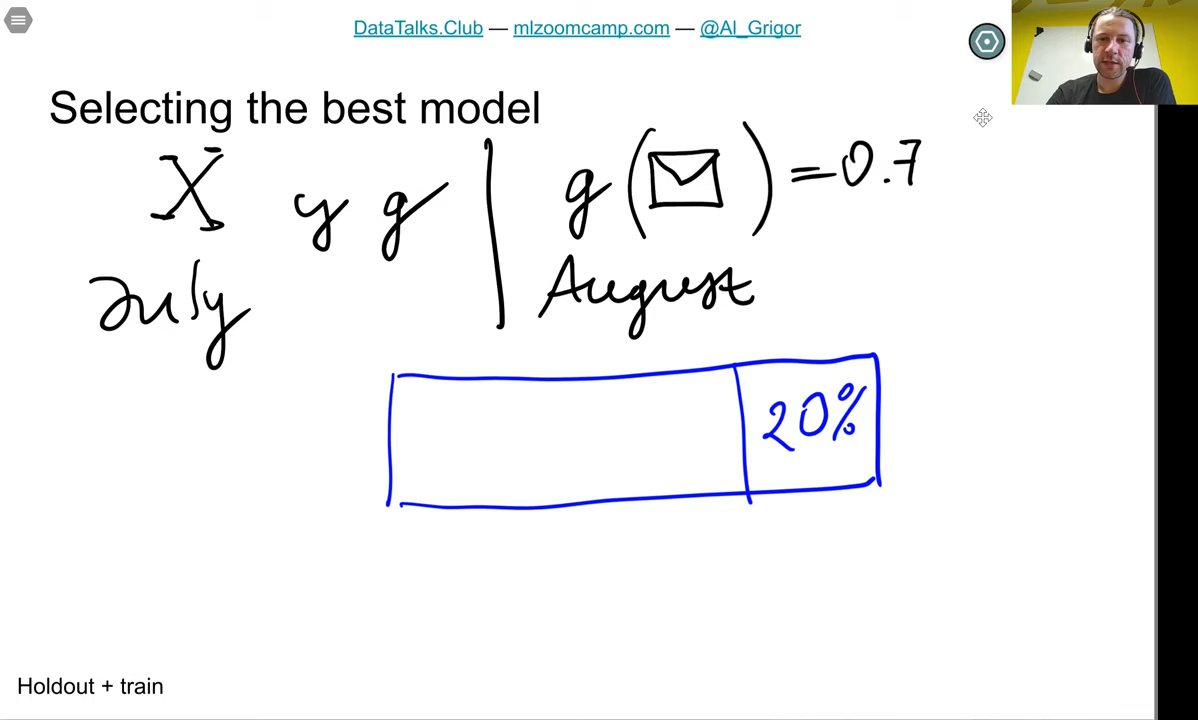 DataTalks.Club — mlzoomcamp.com — @Al_Grigor
Selecting the best model
X y g | g( ) = 0.7
July August
20%
Holdout + train